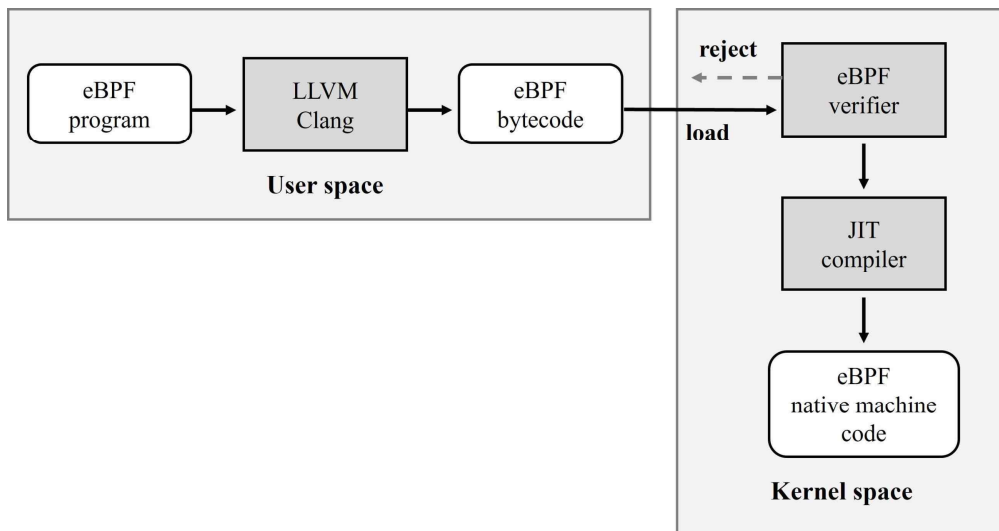 eBPF
program
LLVM
Clang
eBPF
bytecode
User space
reject
load
eBPF
verifier
JIT
compiler
eBPF
native machine
code
Kernel space